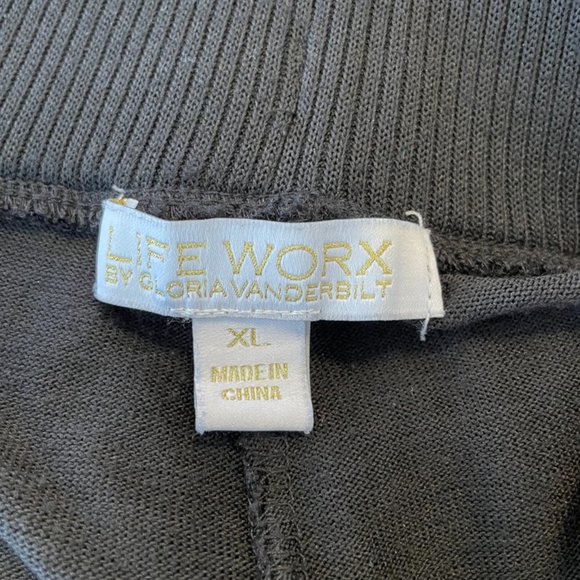 LIFE WORX
BY GLORIA VANDERBILT
XL
MADE IN
CHINA